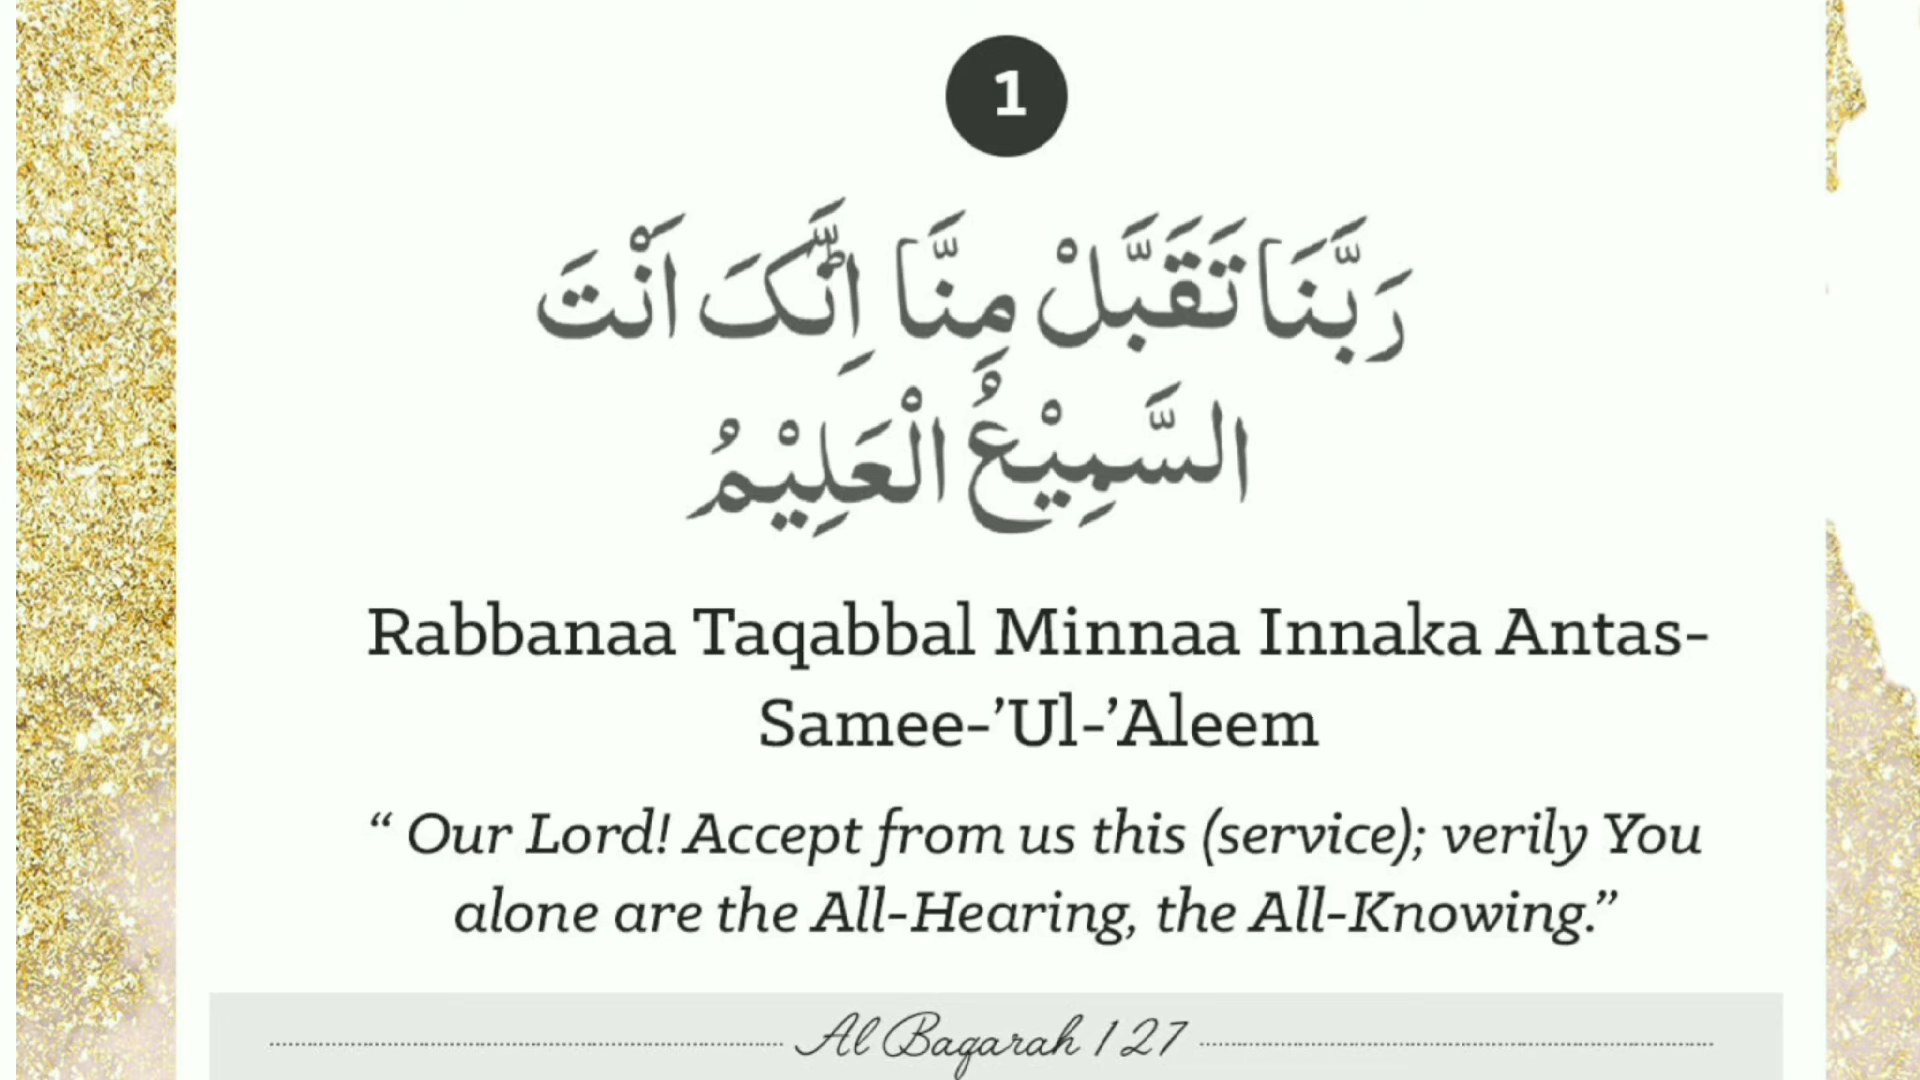 1
رَبَّنَا تَقَبَّلْ مِنَّا اِنَّکَ اَنْتَ
السَّمِيْعُ الْعَلِيْمُ
Rabbanaa Taqabbal Minnaa Innaka Antas-
Samee-’Ul-’Aleem
“ Our Lord! Accept from us this (service); verily You
alone are the All-Hearing, the All-Knowing.”
Al Baqarah 127